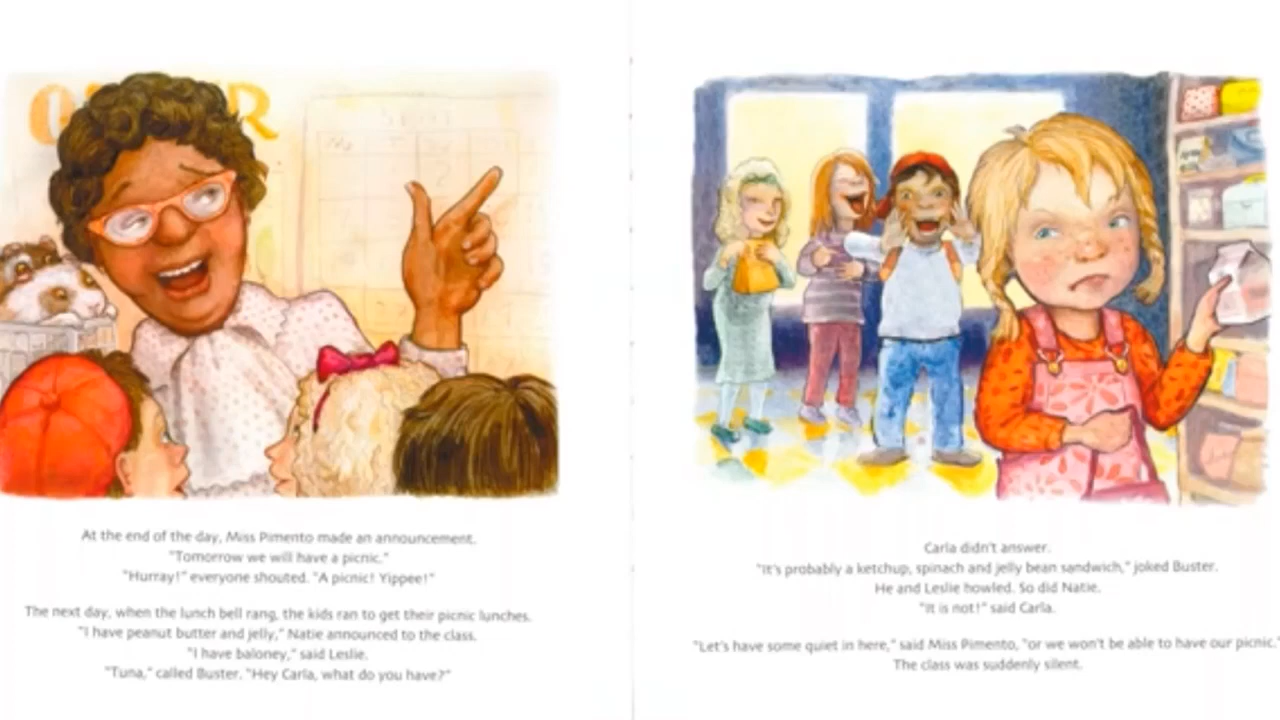 At the end of the day, Miss Pimento made an announcement.
"Tomorrow we will have a picnic."
"Hurray!" everyone shouted. "A picnic! Yippee!"
The next day, when the lunch bell rang, the kids ran to get their picnic lunches.
"I have peanut butter and jelly," Natie announced to the class.
"I have baloney," said Leslie.
"Tuna," called Buster. "Hey Carla, what do you have?"
Carla didn't answer.
"It's probably a ketchup, spinach and jelly bean sandwich," joked Buster.
He and Leslie howled. So did Natie.
"It is not!" said Carla.
"Let's have some quiet in here," said Miss Pimento, "or we won't be able to have our picnic."
The class was suddenly silent.